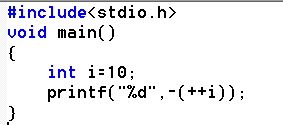 #include<stdio.h>
void main()
{
    int i=10;
    printf("%d",-(++i));
}